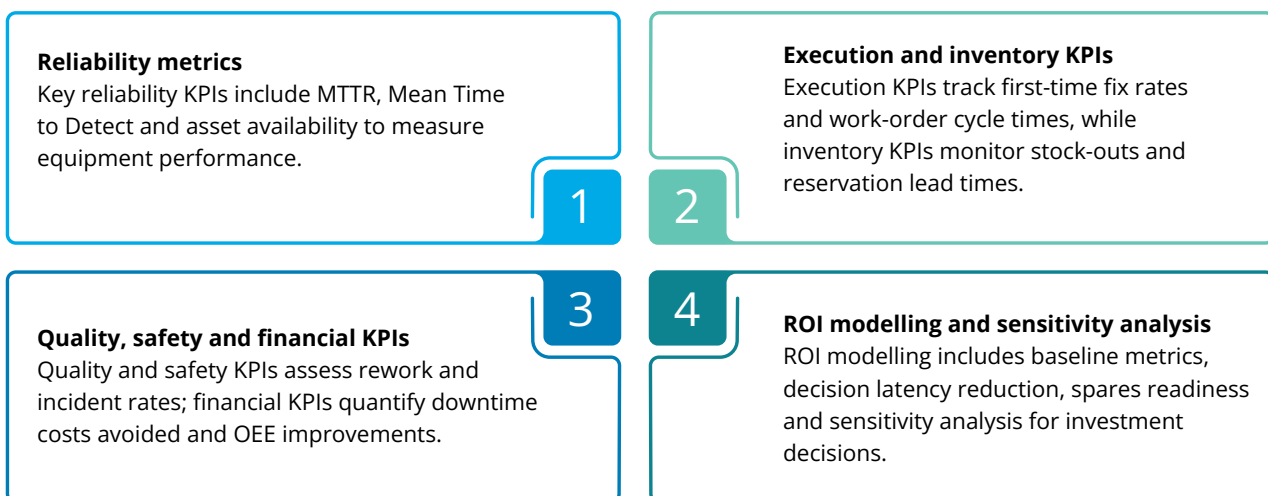 Reliability metrics
Key reliability KPIs include MTTR, Mean Time
to Detect and asset availability to measure
equipment performance.
1
Execution and inventory KPIs
Execution KPIs track first-time fix rates
and work-order cycle times, while
inventory KPIs monitor stock-outs and
reservation lead times.
2
Quality, safety and financial KPIs
Quality and safety KPIs assess rework and
incident rates; financial KPIs quantify downtime
costs avoided and OEE improvements.
3
ROI modelling and sensitivity analysis
ROI modelling includes baseline metrics,
decision latency reduction, spares readiness
and sensitivity analysis for investment
decisions.
4